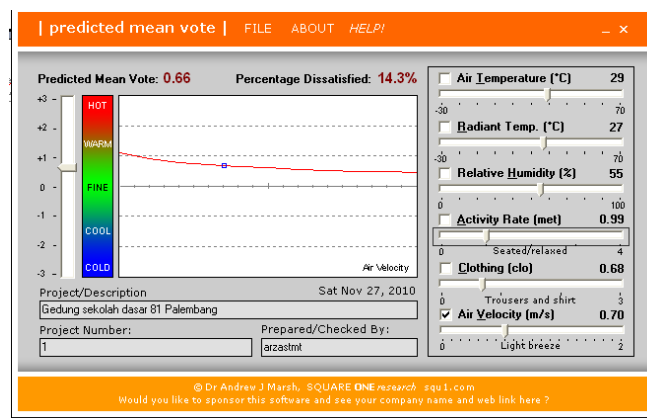 | predicted mean vote | FILE ABOUT HELP! _ ×
Predicted Mean Vote: 0.66 Percentage Dissatisfied: 14.3%
+3
+2
+1
0
-1
-2
-3
HOT
WARM
FINE
COOL
COLD
Air Velocity
Air Temperature (°C) 29
-30 70
Radiant Temp. (°C) 27
-30 70
Relative Humidity (%) 55
0 100
Activity Rate (met) 0.99
0 Seated/relaxed 4
Clothing (clo) 0.68
0 Trousers and shirt 3
Air Velocity (m/s) 0.70
0 Light breeze 2
Project/Description Sat Nov 27, 2010
Gedung sekolah dasar 81 Palembang
Project Number: Prepared/Checked By:
1 arzastmt
© Dr Andrew J Marsh, SQUARE ONE research squ1.com
Would you like to sponsor this software and see your company name and web link here ?